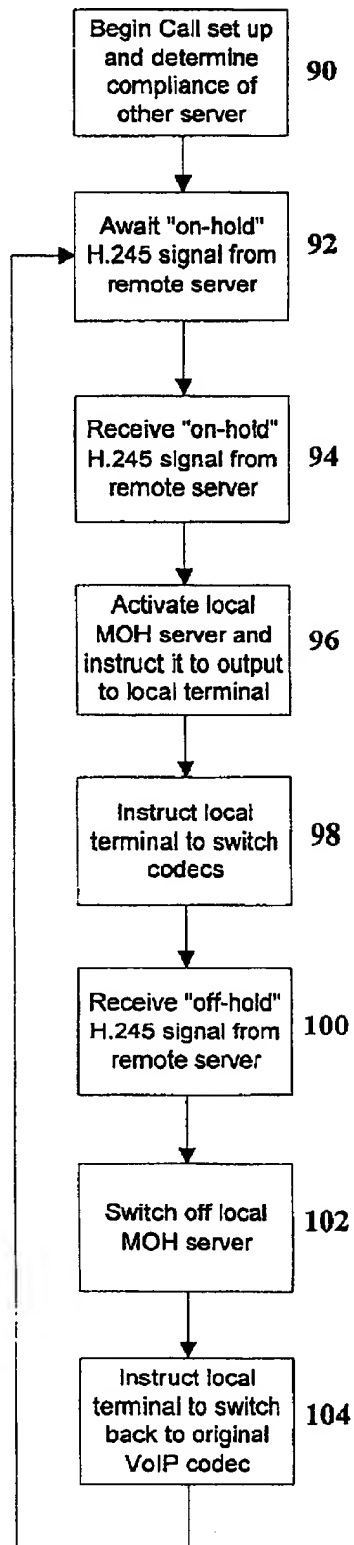 Begin Call set up
and determine
compliance of
other server
90
Await "on-hold"
H.245 signal from
remote server
92
Receive "on-hold"
H.245 signal from
remote server
94
Activate local
MOH server and
instruct it to output
to local terminal
96
Instruct local
terminal to switch
codecs
98
Receive "off-hold"
H.245 signal from
remote server
100
Switch off local
MOH server
102
Instruct local
terminal to switch
back to original
VoIP codec
104